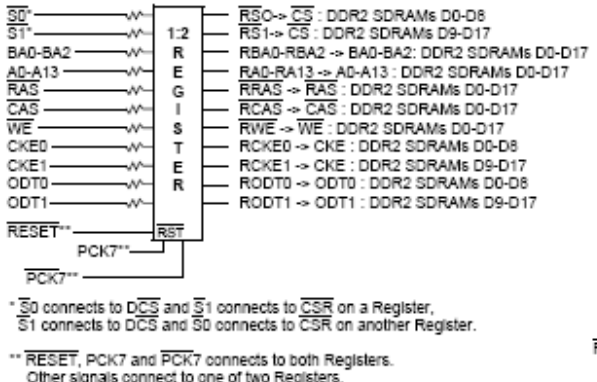 S0*
S1*
BA0-BA2
A0-A13
RAS
CAS
WE
CKE0
CKE1
ODT0
ODT1
RESET**
PCK7**
PCK7**
1:2
R
E
G
I
S
T
E
R
RST
RSO-> CS : DDR2 SDRAMs D0-D8
RS1-> CS : DDR2 SDRAMs D9-D17
RBA0-RBA2 -> BA0-BA2: DDR2 SDRAMs D0-D17
RA0-RA13 -> A0-A13 : DDR2 SDRAMs D0-D17
RRAS -> RAS : DDR2 SDRAMs D0-D17
RCAS -> CAS : DDR2 SDRAMs D0-D17
RWE -> WE : DDR2 SDRAMs D0-D17
RCKE0 -> CKE : DDR2 SDRAMs D0-D8
RCKE1 -> CKE : DDR2 SDRAMs D9-D17
RODT0 -> ODT0 : DDR2 SDRAMs D0-D8
RODT1 -> ODT1 : DDR2 SDRAMs D9-D17
* S0 connects to DCS and S1 connects to CSR on a Register,
S1 connects to DCS and S0 connects to CSR on another Register.
** RESET, PCK7 and PCK7 connects to both Registers.
Other signals connect to one of two Registers.